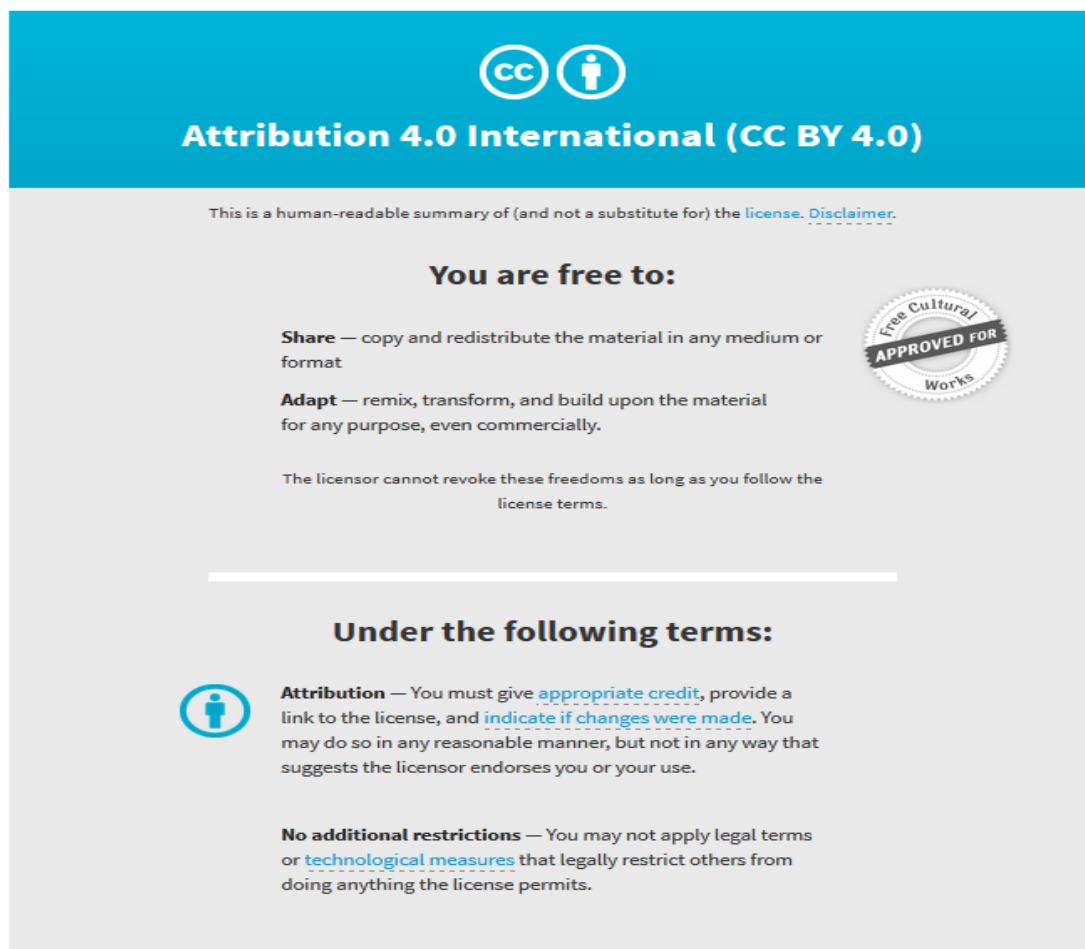 cc
Attribution 4.0 International (CC BY 4.0)
This is a human-readable summary of (and not a substitute for) the license. Disclaimer.
You are free to:
Share — copy and redistribute the material in any medium or
format
Adapt — remix, transform, and build upon the material
for any purpose, even commercially.
Free Cultural
APPROVED FOR
Works
The licensor cannot revoke these freedoms as long as you follow the
license terms.
Under the following terms:
Attribution — You must give appropriate credit, provide a
link to the license, and indicate if changes were made. You
may do so in any reasonable manner, but not in any way that
suggests the licensor endorses you or your use.
No additional restrictions — You may not apply legal terms
or technological measures that legally restrict others from
doing anything the license permits.